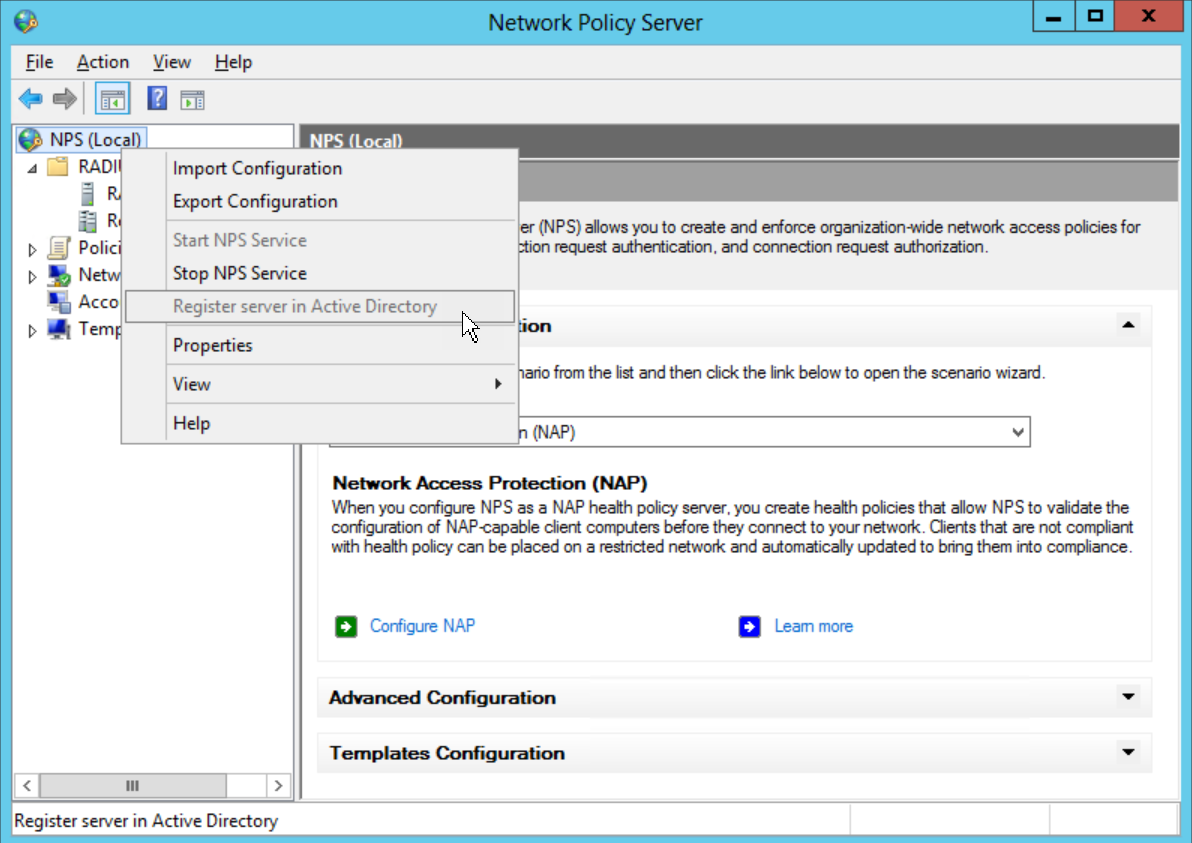 Network Policy Server
File Action View Help
NPS (Local)
RADIU
RA
Re
Polici
Netw
Acco
Temp
Import Configuration
Export Configuration
Start NPS Service
Stop NPS Service
Register server in Active Directory
Properties
View
Help
NPS (Local)
er (NPS) allows you to create and enforce organization-wide network access policies for
ction request authentication, and connection request authorization.
tion
nario from the list and then click the link below to open the scenario wizard.
n (NAP)
Network Access Protection (NAP)
When you configure NPS as a NAP health policy server, you create health policies that allow NPS to validate the
configuration of NAP-capable client computers before they connect to your network. Clients that are not compliant
with health policy can be placed on a restricted network and automatically updated to bring them into compliance.
Configure NAP
Learn more
Advanced Configuration
Templates Configuration
Register server in Active Directory